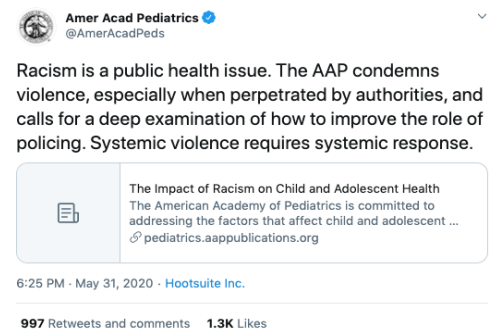 Amer Acad Pediatrics
@AmerAcadPeds
Racism is a public health issue. The AAP condemns
violence, especially when perpetrated by authorities, and
calls for a deep examination of how to improve the role of
policing. Systemic violence requires systemic response.
The Impact of Racism on Child and Adolescent Health
The American Academy of Pediatrics is committed to
addressing the factors that affect child and adolescent ...
pediatrics.aappublications.org
6:25 PM · May 31, 2020 · Hootsuite Inc.
997 Retweets and comments 1.3K Likes